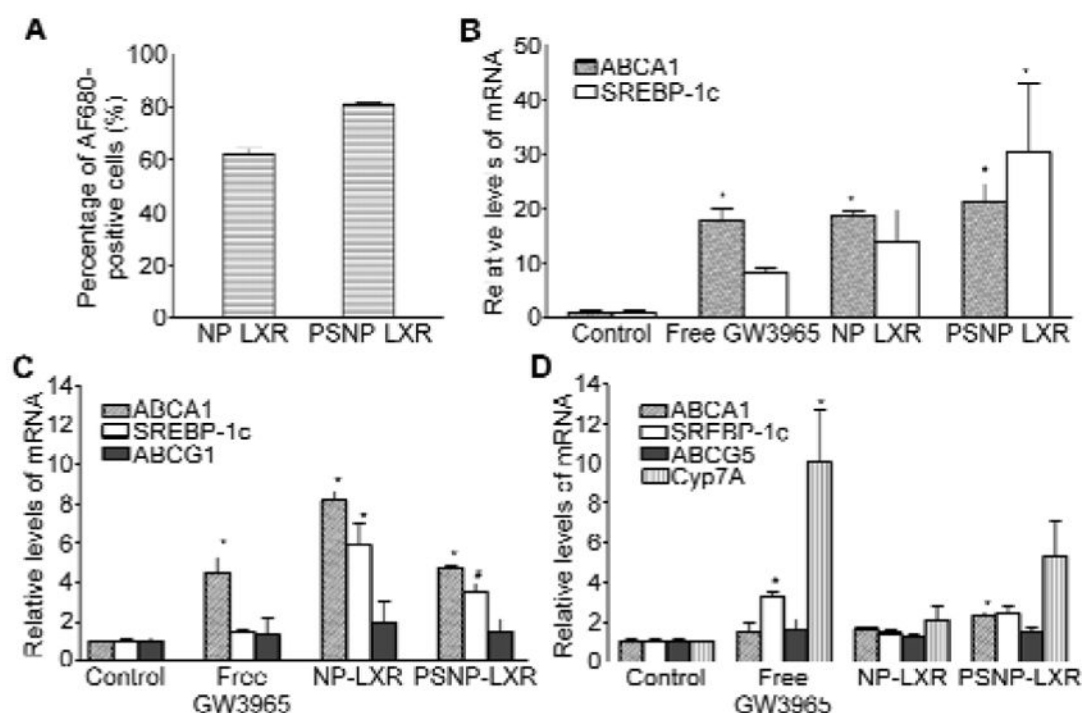 A
Percentage of AF680-
positive cells (%)
100
80
60
40
20
0
NP LXR PSNP LXR
B
Relative levels of mRNA
50
40
30
20
10
0
ABCA1
SREBP-1c
* * * *
Control Free GW3965 NP LXR PSNP LXR
C
Relative levels of mRNA
14
12
10
8
6
4
2
0
ABCA1
SREBP-1c
ABCG1
* * * * #
Control Free NP-LXR PSNP-LXR
GW3965
D
Relative levels of mRNA
14
12
10
8
6
4
2
0
ABCA1
SREBP-1c
ABCG5
Cyp7A
* * *
Control Free NP-LXR PSNP-LXR
GW3965